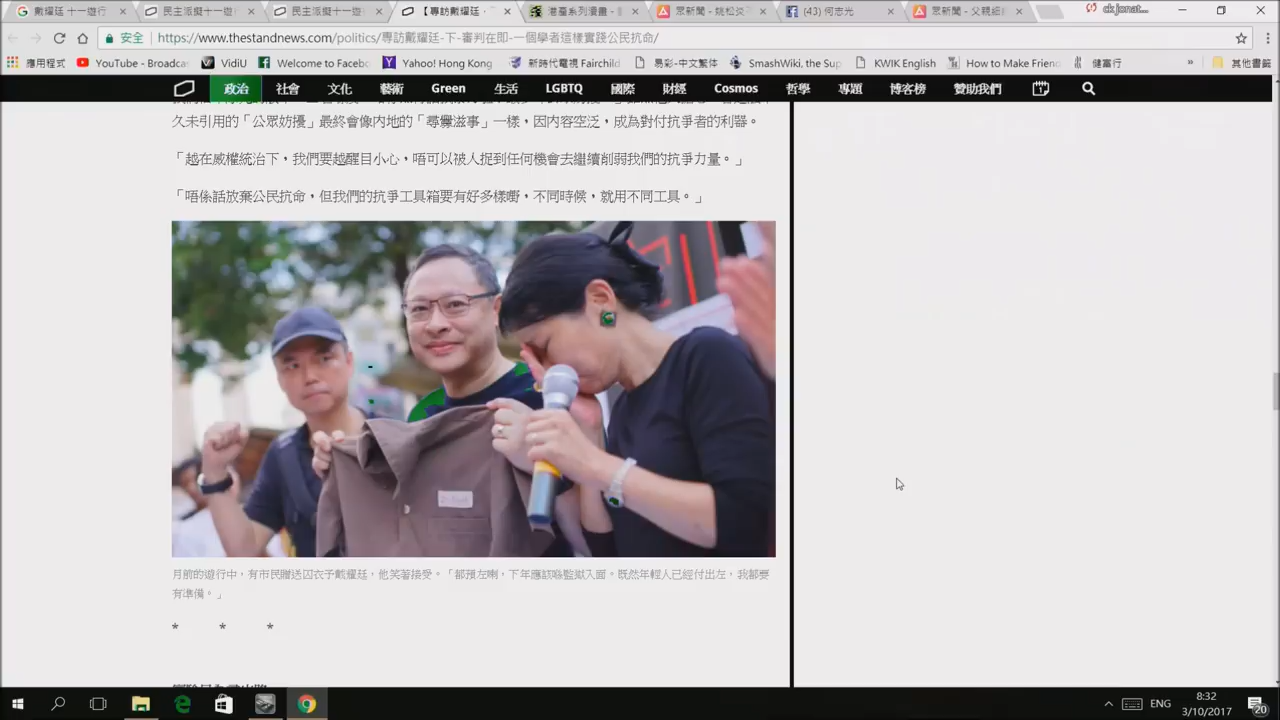 戴耀廷 十一遊行
民主派擬十一遊
民主派擬十一遊
【專訪戴耀廷．
港臺系列漫畫 -
眾新聞 - 姚松炎
(43) 何志光
眾新聞 - 父親細
安全
https://www.thestandnews.com/politics/專訪戴耀廷-下-審判在即-一個學者這樣實踐公民抗命/
應用程式
YouTube - Broadcas
VidiU
Welcome to Facebo
Yahoo! Hong Kong
新時代電視 Fairchild
易彩-中文繁体
SmashWiki, the Sup
KWIK English
How to Make Friend
健富行
»
其他書籤
政治
社會
文化
藝術
Green
生活
LGBTQ
國際
財經
Cosmos
哲學
專題
博客榜
贊助我們
久未引用的「公眾妨擾」最終會像內地的「尋釁滋事」一樣，因內容空泛，成為對付抗爭者的利器。
「越在威權統治下，我們要越醒目小心，唔可以被人捉到任何機會去繼續削弱我們的抗爭力量。」
「唔係話放棄公民抗命，但我們的抗爭工具箱要有好多樣嘢，不同時候，就用不同工具。」
月前的遊行中，有市民贈送囚衣予戴耀廷，他笑著接受。「都預左喇，下年應該喺監獄入面。既然年輕人已經付出左，我都要
有準備。」
* * *
ENG
8:32
3/10/2017
20